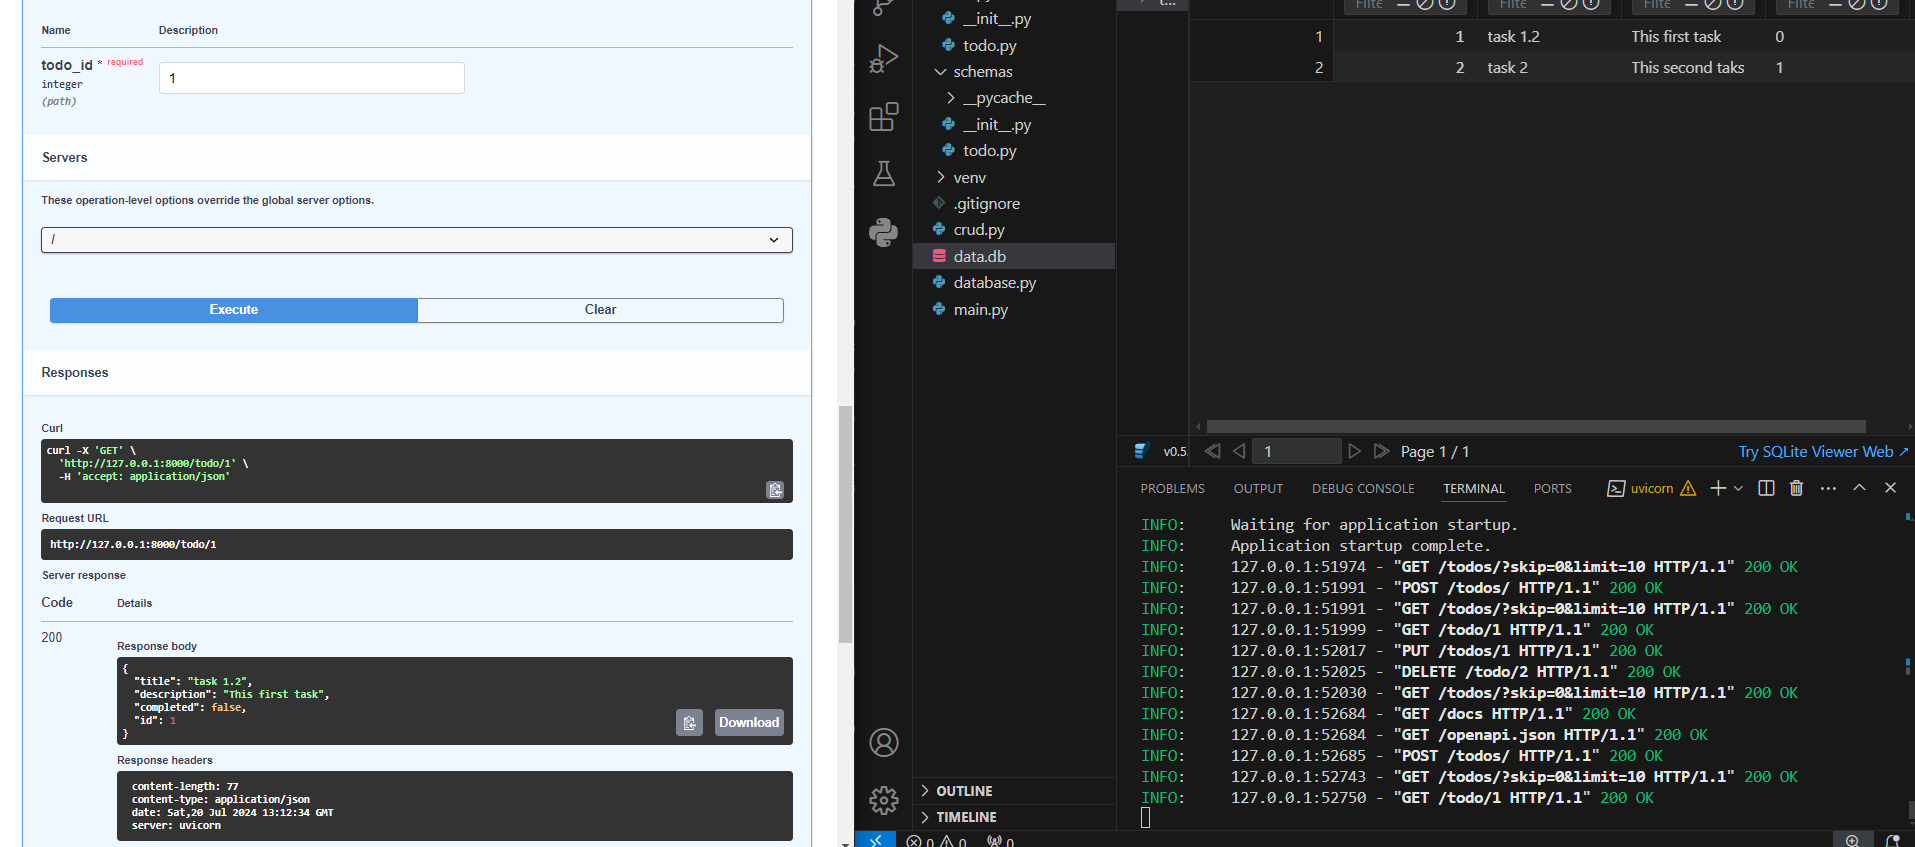 Name Description
todo_id * required
integer
(path)
1
Servers
These operation-level options override the global server options.
/
Execute Clear
Responses
Curl
curl -X 'GET' \
'http://127.0.0.1:8000/todo/1' \
-H 'accept: application/json'
Request URL
http://127.0.0.1:8000/todo/1
Server response
Code Details
200
Response body
{
"title": "task 1.2",
"description": "This first task",
"completed": false,
"id": 1
}
Download
Response headers
content-length: 77
content-type: application/json
date: Sat,20 Jul 2024 13:12:34 GMT
server: uvicorn
__init__.py
todo.py
schemas
__pycache__
__init__.py
todo.py
venv
.gitignore
crud.py
data.db
database.py
main.py
OUTLINE
TIMELINE
0 0 0
t...
Filte Filte Filte Filte
1 1 task 1.2 This first task 0
2 2 task 2 This second taks 1
v0.5. 1 Page 1 / 1 Try SQLite Viewer Web ↗
PROBLEMS OUTPUT DEBUG CONSOLE TERMINAL PORTS uvicorn
INFO: Waiting for application startup.
INFO: Application startup complete.
INFO: 127.0.0.1:51974 - "GET /todos/?skip=0&limit=10 HTTP/1.1" 200 OK
INFO: 127.0.0.1:51991 - "POST /todos/ HTTP/1.1" 200 OK
INFO: 127.0.0.1:51991 - "GET /todos/?skip=0&limit=10 HTTP/1.1" 200 OK
INFO: 127.0.0.1:51999 - "GET /todo/1 HTTP/1.1" 200 OK
INFO: 127.0.0.1:52017 - "PUT /todos/1 HTTP/1.1" 200 OK
INFO: 127.0.0.1:52025 - "DELETE /todo/2 HTTP/1.1" 200 OK
INFO: 127.0.0.1:52030 - "GET /todos/?skip=0&limit=10 HTTP/1.1" 200 OK
INFO: 127.0.0.1:52684 - "GET /docs HTTP/1.1" 200 OK
INFO: 127.0.0.1:52684 - "GET /openapi.json HTTP/1.1" 200 OK
INFO: 127.0.0.1:52685 - "POST /todos/ HTTP/1.1" 200 OK
INFO: 127.0.0.1:52743 - "GET /todos/?skip=0&limit=10 HTTP/1.1" 200 OK
INFO: 127.0.0.1:52750 - "GET /todo/1 HTTP/1.1" 200 OK